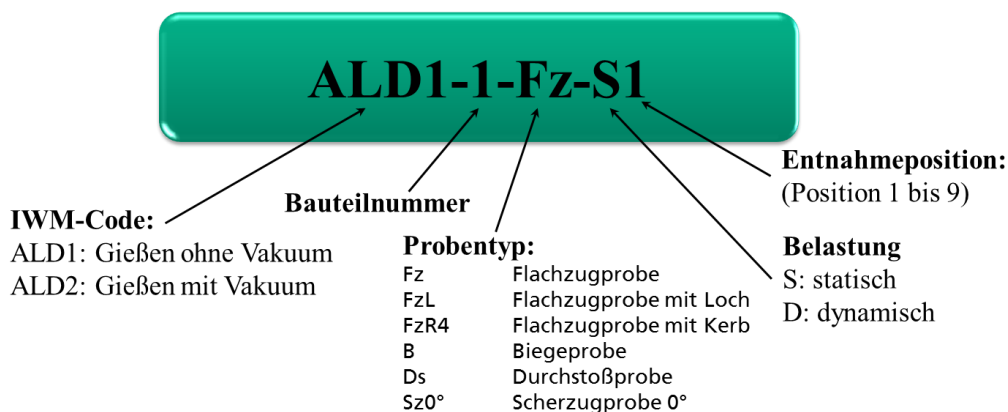 ALD1-1-Fz-S1
IWM-Code:
ALD1: Gießen ohne Vakuum
ALD2: Gießen mit Vakuum
Bauteilnummer
Probentyp:
Fz Flachzugprobe
FzL Flachzugprobe mit Loch
FzR4 Flachzugprobe mit Kerb
B Biegeprobe
Ds Durchstoßprobe
Sz0° Scherzugprobe 0°
Entnahmeposition:
(Position 1 bis 9)
Belastung
S: statisch
D: dynamisch